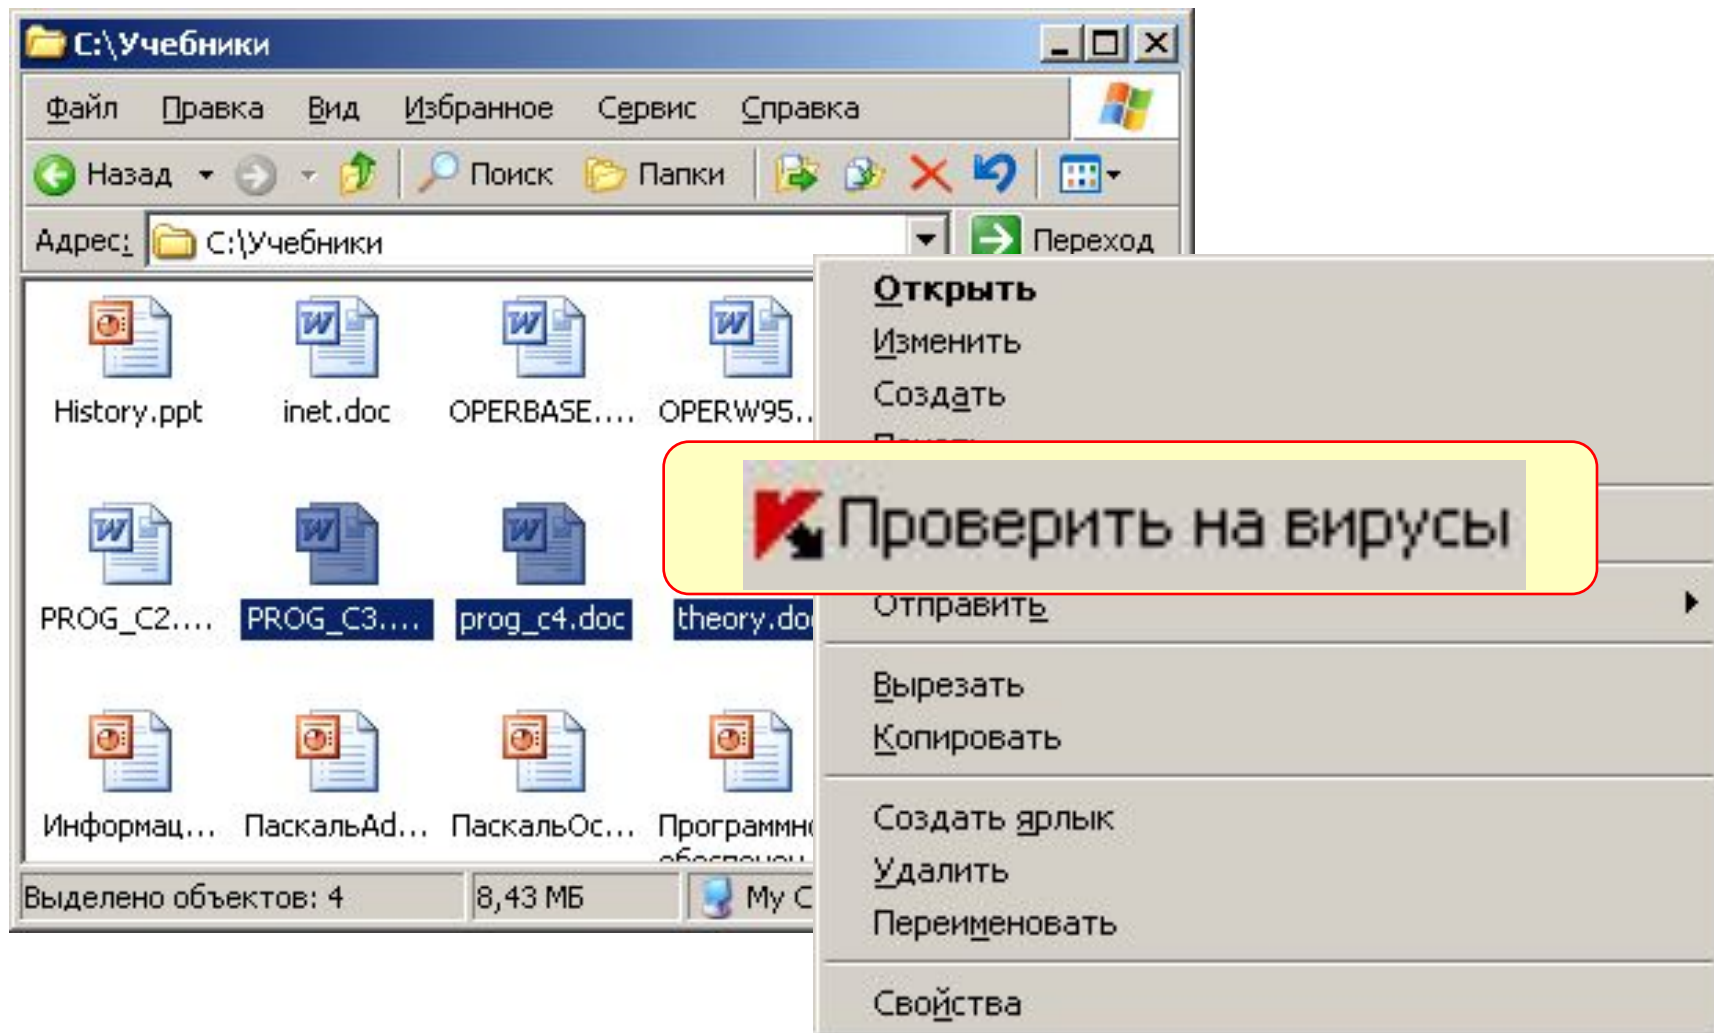 C:\Учебники
Файл Правка Вид Избранное Сервис Справка
Назад Поиск Папки
Адрес: C:\Учебники Переход
History.ppt inet.doc OPERBASE.... OPERW95..
PROG_C2.... PROG_C3.... prog_c4.doc theory.do
Информац... ПаскальAd... ПаскальОс... Программн
Выделено объектов: 4 8,43 МБ My C
Открыть
Изменить
Создать
Проверить на вирусы
Отправить
Вырезать
Копировать
Создать ярлык
Удалить
Переименовать
Свойства